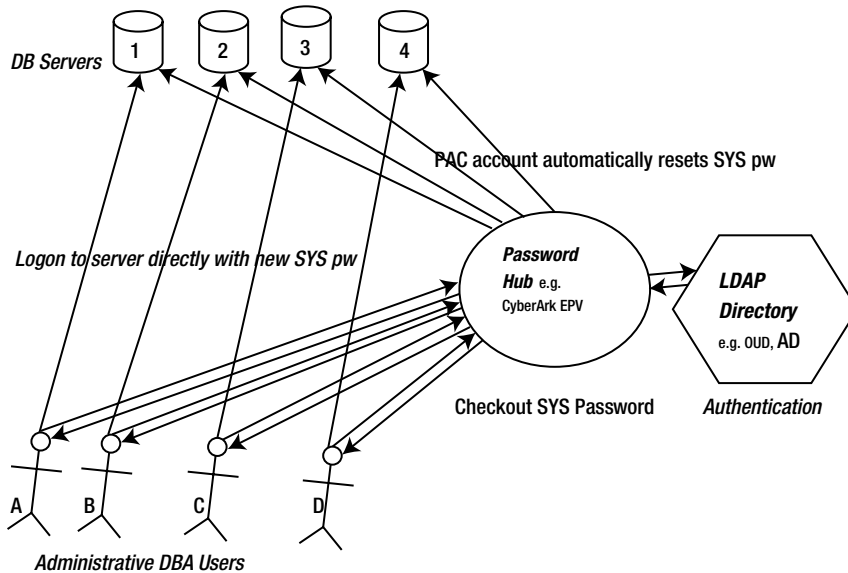 1
2
3
4
DB Servers
PAC account automatically resets SYS pw
Logon to server directly with new SYS pw
Password
Hub e.g.
CyberArk EPV
LDAP
Directory
e.g. OUD, AD
Checkout SYS Password
Authentication
A
B
C
D
Administrative DBA Users